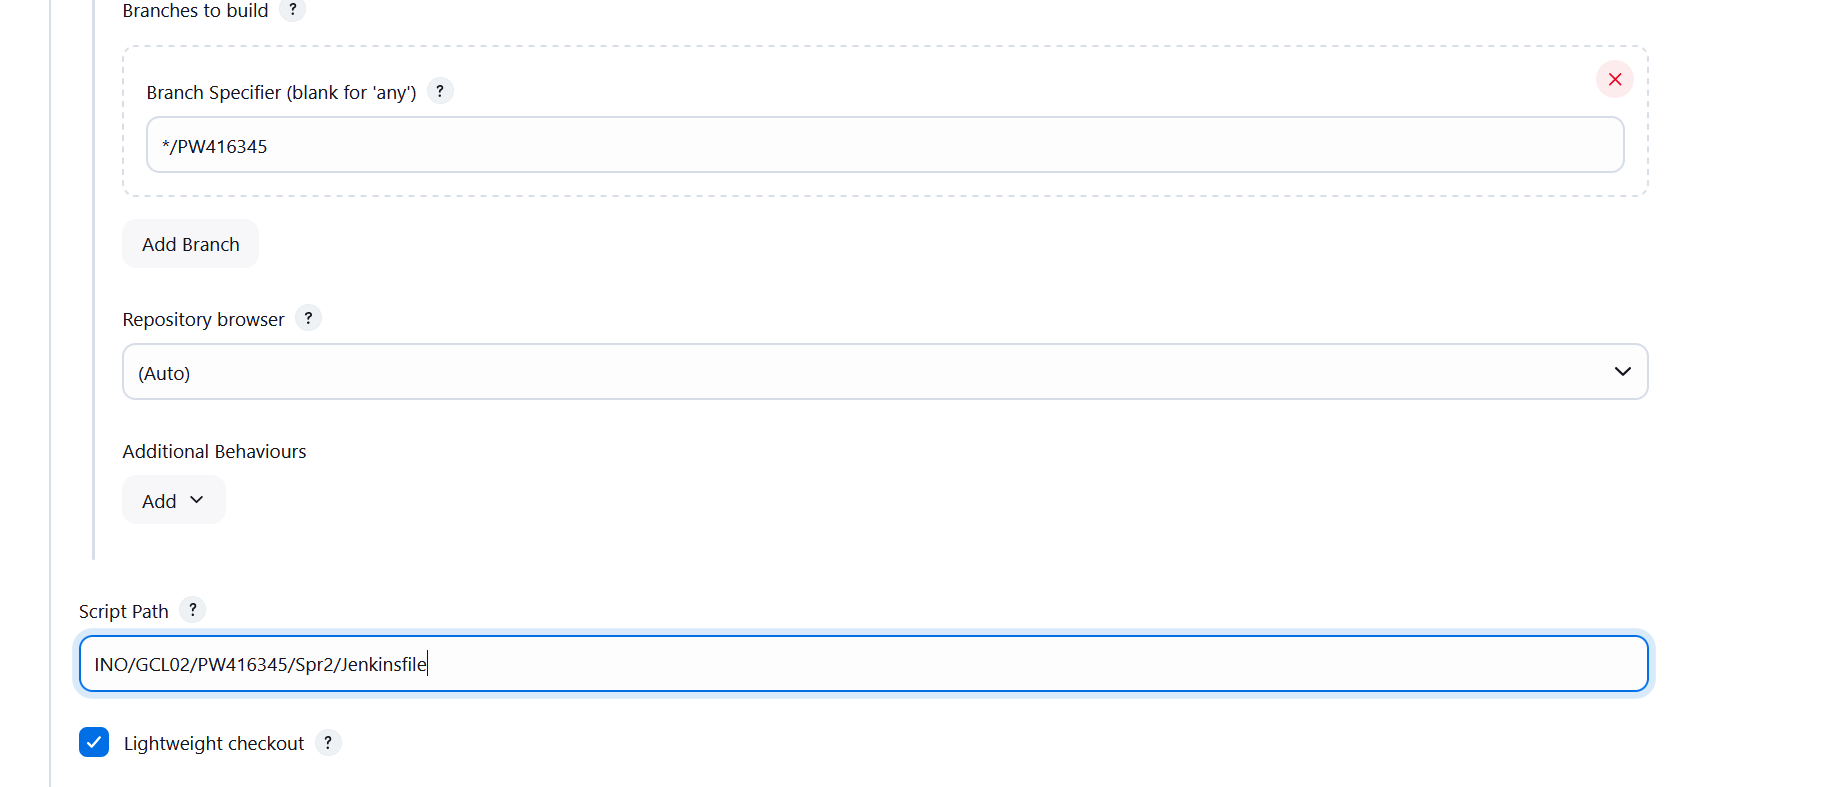 Branches to build ?
Branch Specifier (blank for 'any') ?
*/PW416345
Add Branch
Repository browser ?
(Auto)
Additional Behaviours
Add
Script Path ?
INO/GCL02/PW416345/Spr2/Jenkinsfile
Lightweight checkout ?